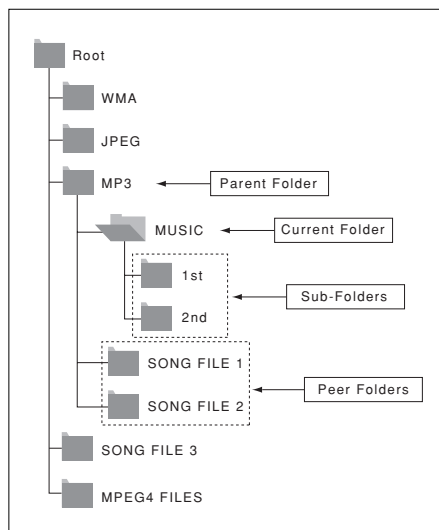 Root
WMA
JPEG
MP3
Parent Folder
MUSIC
Current Folder
1st
Sub-Folders
2nd
SONG FILE 1
Peer Folders
SONG FILE 2
SONG FILE 3
MPEG4 FILES